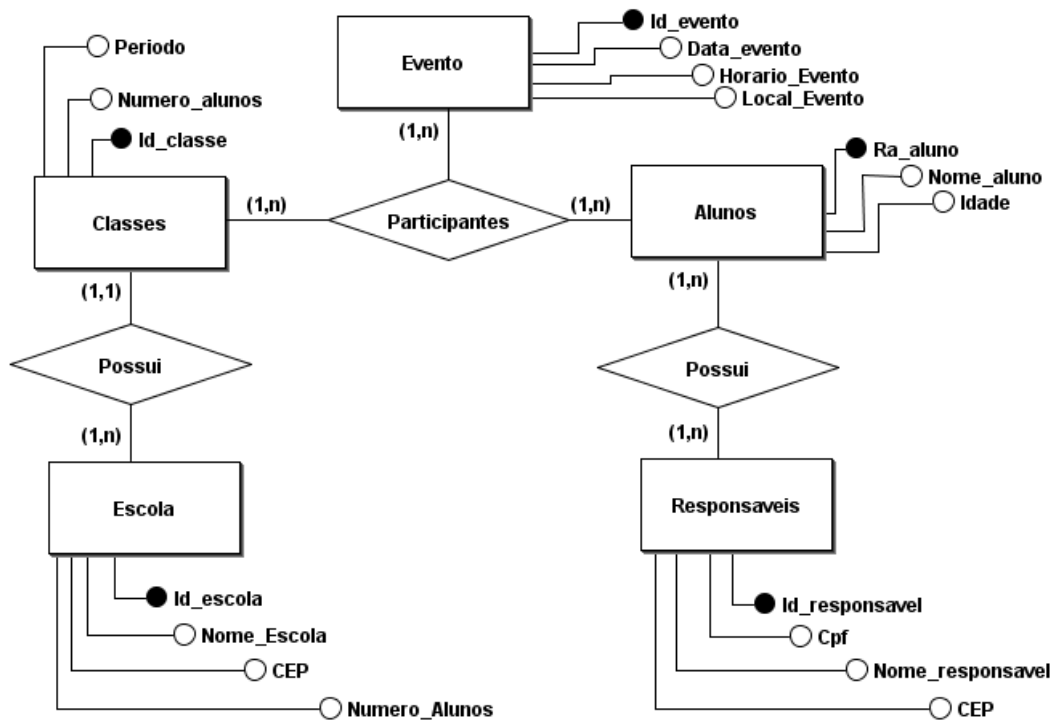 Id_evento
Periodo
Data_evento
Evento
Horario_Evento
Numero_alunos
Local_Evento
(1,n)
Id_classe
Ra_aluno
Nome_aluno
Idade
(1,n)
(1,n)
Classes
Participantes
Alunos
(1,1)
(1,n)
Possui
Possui
(1,n)
(1,n)
Escola
Responsaveis
Id_escola
Id_responsavel
Nome_Escola
Cpf
CEP
Nome_responsavel
Numero_Alunos
CEP